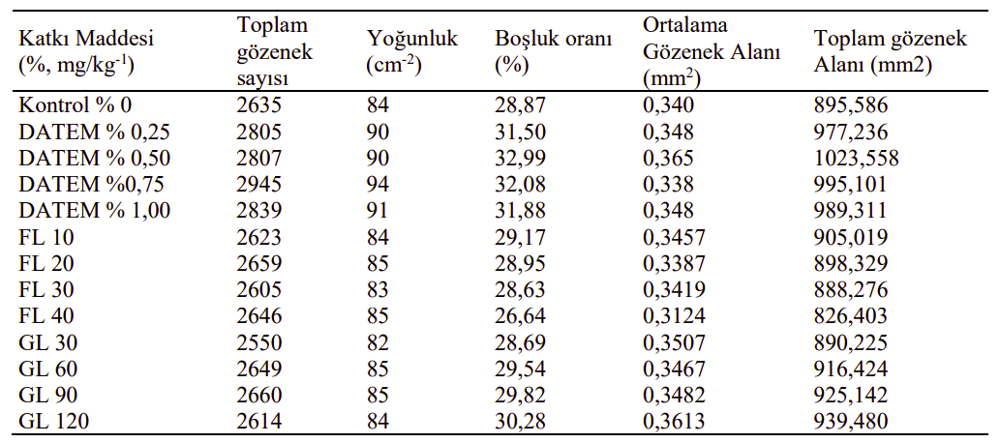 Katkı Maddesi (%, mg/kg-1) Toplam gözenek sayısı Yoğunluk (cm-2) Boşluk oranı (%) Ortalama Gözenek Alanı (mm2) Toplam gözenek Alanı (mm2)
Kontrol % 0 2635 84 28,87 0,340 895,586
DATEM % 0,25 2805 90 31,50 0,348 977,236
DATEM % 0,50 2807 90 32,99 0,365 1023,558
DATEM %0,75 2945 94 32,08 0,338 995,101
DATEM % 1,00 2839 91 31,88 0,348 989,311
FL 10 2623 84 29,17 0,3457 905,019
FL 20 2659 85 28,95 0,3387 898,329
FL 30 2605 83 28,63 0,3419 888,276
FL 40 2646 85 26,64 0,3124 826,403
GL 30 2550 82 28,69 0,3507 890,225
GL 60 2649 85 29,54 0,3467 916,424
GL 90 2660 85 29,82 0,3482 925,142
GL 120 2614 84 30,28 0,3613 939,480